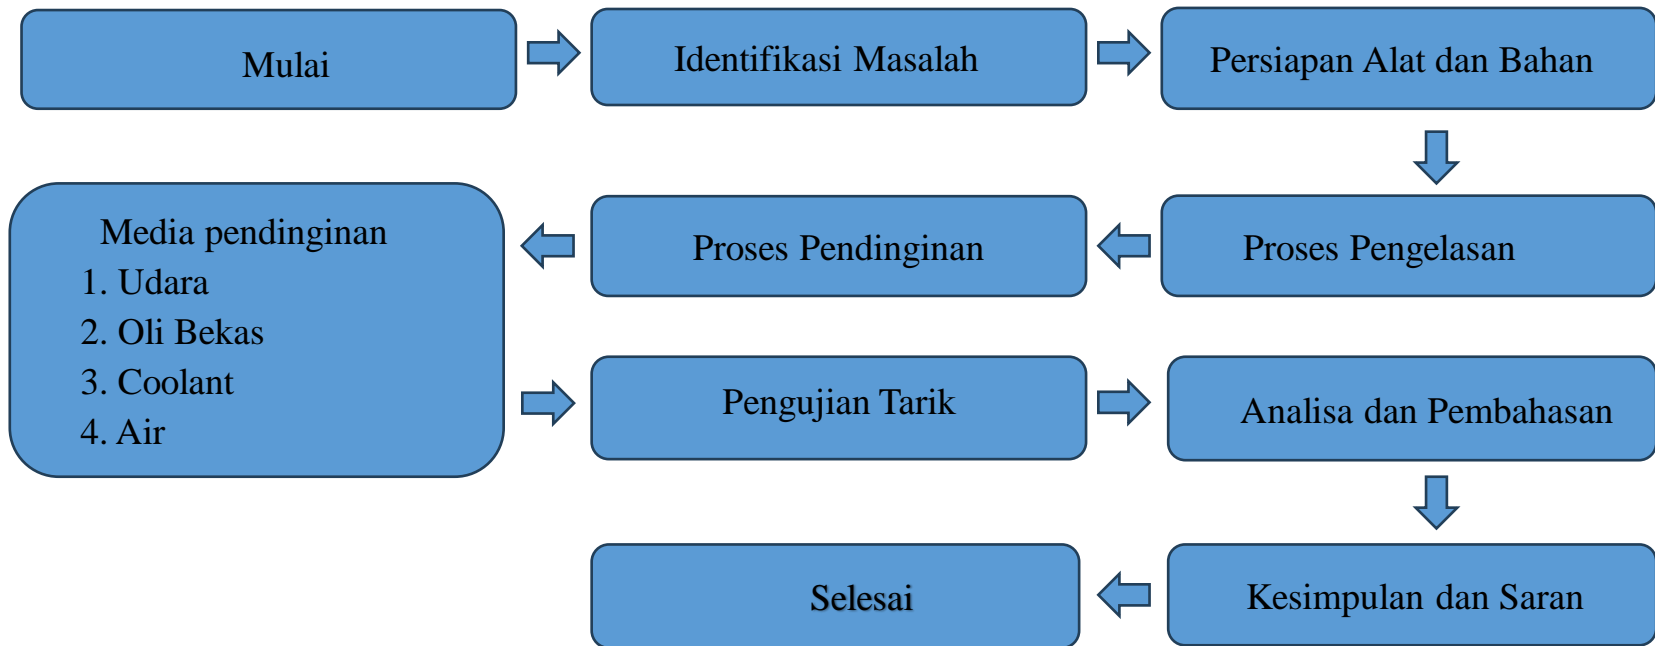 Mulai
Identifikasi Masalah
Persiapan Alat dan Bahan
Proses Pengelasan
Proses Pendinginan
Media pendinginan
1. Udara
2. Oli Bekas
3. Coolant
4. Air
Pengujian Tarik
Analisa dan Pembahasan
Kesimpulan dan Saran
Selesai